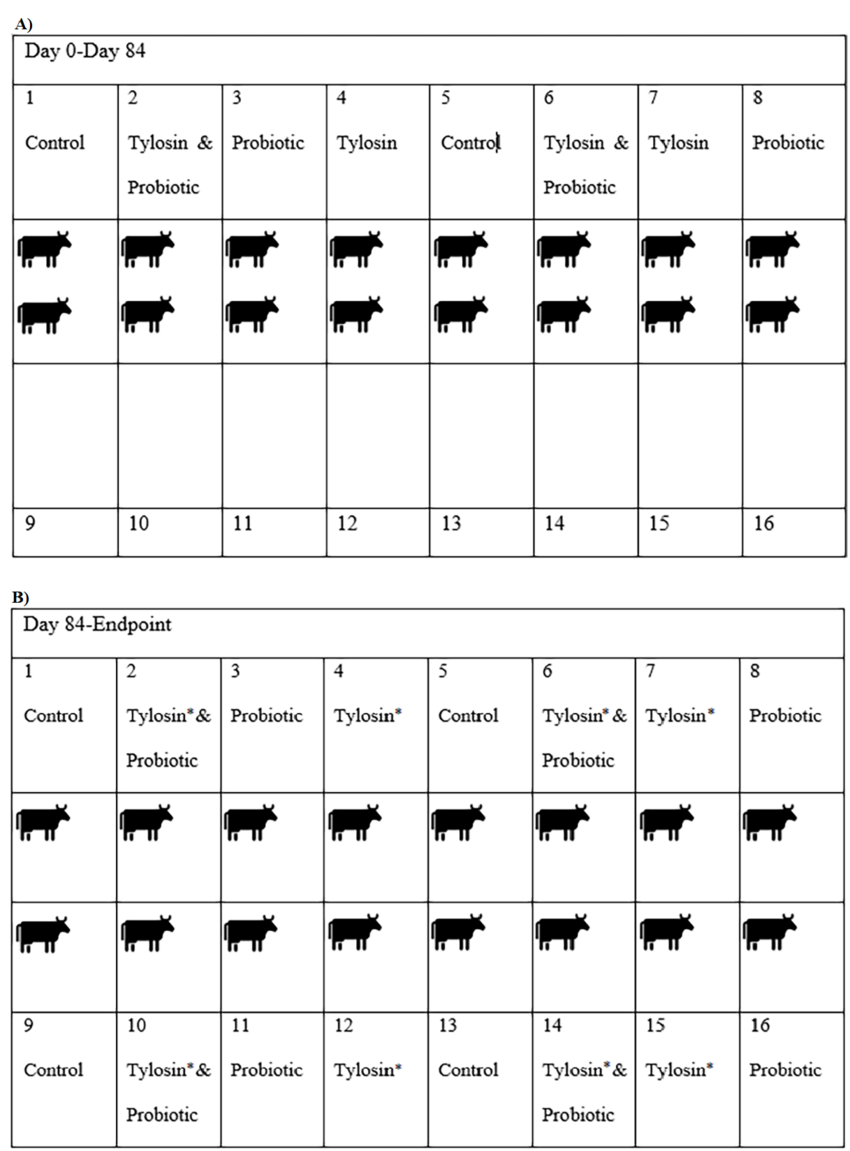 A)
Day 0-Day 84
1 2 3 4 5 6 7 8
Control Tylosin & Probiotic Tylosin Control Tylosin & Tylosin Probiotic
Probiotic Probiotic
9 10 11 12 13 14 15 16
B)
Day 84-Endpoint
1 2 3 4 5 6 7 8
Control Tylosin*& Probiotic Tylosin* Control Tylosin*& Tylosin* Probiotic
Probiotic Probiotic
9 10 11 12 13 14 15 16
Control Tylosin*& Probiotic Tylosin* Control Tylosin*& Tylosin* Probiotic
Probiotic Probiotic